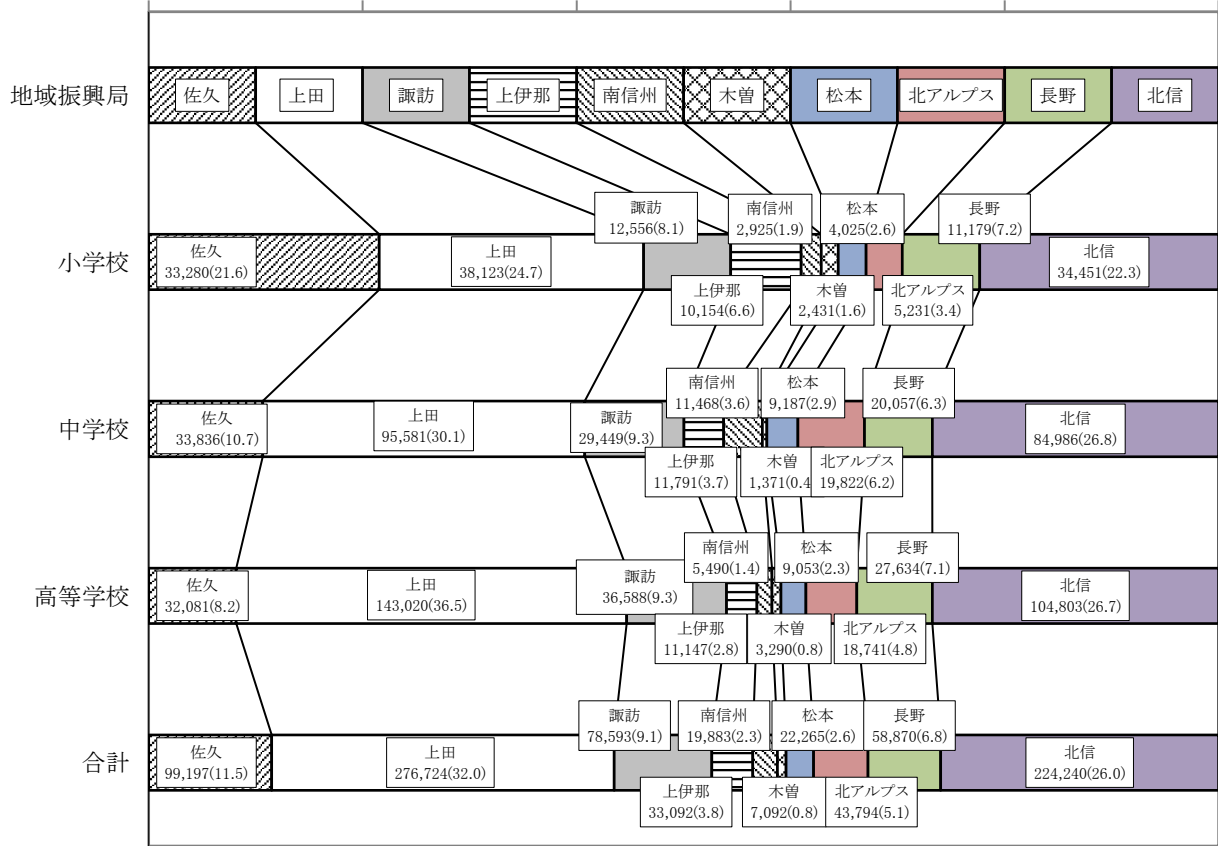 地域振興局
佐久
上田
諏訪
上伊那
南信州
木曽
松本
北アルプス
長野
北信
小学校
佐久
33,280(21.6)
上田
38,123(24.7)
諏訪
12,556(8.1)
上伊那
10,154(6.6)
南信州
2,925(1.9)
木曽
2,431(1.6)
松本
4,025(2.6)
北アルプス
5,231(3.4)
長野
11,179(7.2)
北信
34,451(22.3)
中学校
佐久
33,836(10.7)
上田
95,581(30.1)
諏訪
29,449(9.3)
上伊那
11,791(3.7)
南信州
11,468(3.6)
木曽
1,371(0.4
松本
9,187(2.9)
北アルプス
19,822(6.2)
長野
20,057(6.3)
北信
84,986(26.8)
高等学校
佐久
32,081(8.2)
上田
143,020(36.5)
諏訪
36,588(9.3)
上伊那
11,147(2.8)
南信州
5,490(1.4)
木曽
3,290(0.8)
松本
9,053(2.3)
北アルプス
18,741(4.8)
長野
27,634(7.1)
北信
104,803(26.7)
合計
佐久
99,197(11.5)
上田
276,724(32.0)
諏訪
78,593(9.1)
上伊那
33,092(3.8)
南信州
19,883(2.3)
木曽
7,092(0.8)
松本
22,265(2.6)
北アルプス
43,794(5.1)
長野
58,870(6.8)
北信
224,240(26.0)